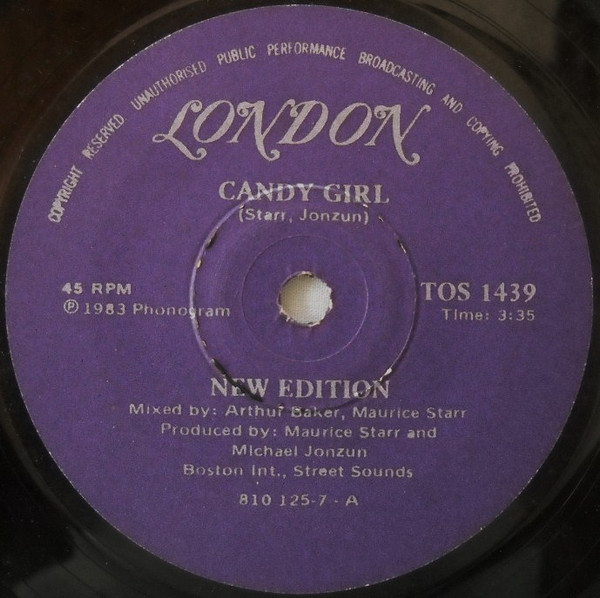 COPYRIGHT RESERVED UNAUTHORISED PUBLIC PERFORMANCE BROADCASTING AND COPYING PROHIBITED
LONDON
CANDY GIRL
(Starr, Jonzun)
45 RPM
℗ 1983 Phonogram
TOS 1439
Time: 3:35
NEW EDITION
Mixed by: Arthur Baker, Maurice Starr
Produced by: Maurice Starr and
Michael Jonzun
Boston Int., Street Sounds
810 125-7 - A